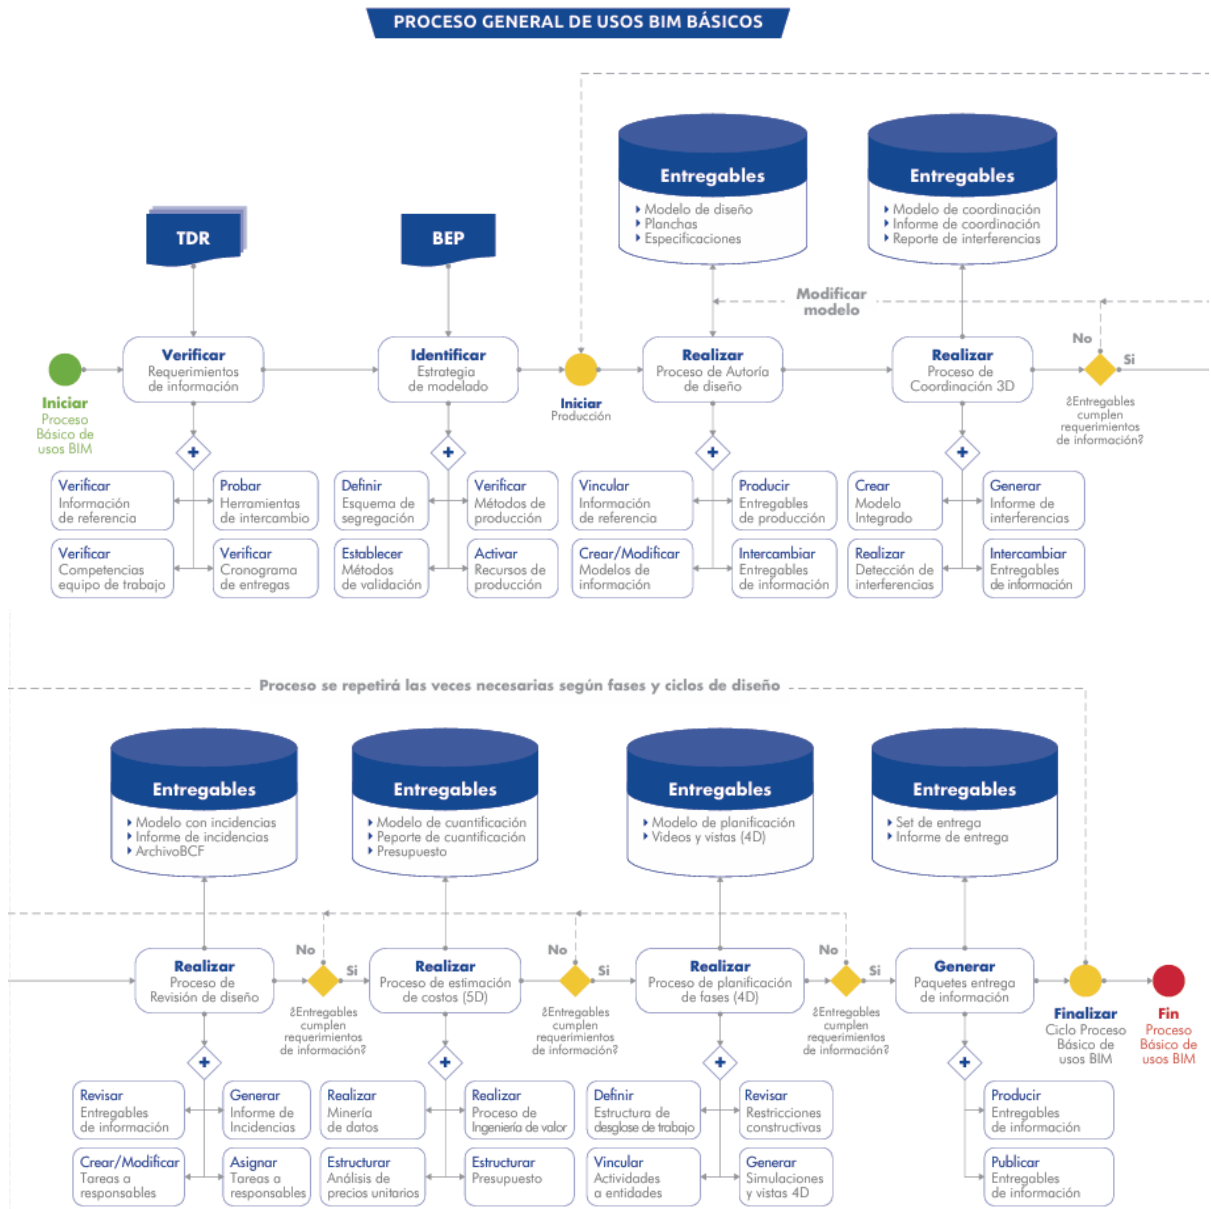 PROCESO GENERAL DE USOS BIM BÁSICOS
Entregables
Modelo de diseño
Planchas
Especificaciones
Entregables
Modelo de coordinación
Informe de coordinación
Reporte de interferencias
TDR
BEP
Modificar
modelo
Iniciar
Proceso
Básico de
usos BIM
Verificar
Requerimientos
de información
Identificar
Estrategia
de modelado
Iniciar
Producción
Realizar
Proceso de Autoría
de diseño
Realizar
Proceso de
Coordinación 3D
No
Si
¿Entregables
cumplen
requerimientos
de información?
Verificar
Información
de referencia
Probar
Herramientas
de intercambio
Verificar
Competencias
equipo de trabajo
Verificar
Cronograma
de entregas
Definir
Esquema de
segregación
Verificar
Métodos de
producción
Establecer
Métodos
de validación
Activar
Recursos de
producción
Vincular
Información
de referencia
Producir
Entregables
de producción
Crear/Modificar
Modelos de
información
Intercambiar
Entregables
de información
Crear
Modelo
Integrado
Generar
Informe de
interferencias
Realizar
Detección de
interferencias
Intercambiar
Entregables
de información
Proceso se repetirá las veces necesarias según fases y ciclos de diseño
Entregables
Modelo con incidencias
Informe de incidencias
ArchivoBCF
Entregables
Modelo de cuantificación
Peporte de cuantificación
Presupuesto
Entregables
Modelo de planificación
Videos y vistas (4D)
Entregables
Set de entrega
Informe de entrega
Realizar
Proceso de
Revisión de diseño
No
Si
¿Entregables
cumplen
requerimientos
de información?
Realizar
Proceso de estimación
de costos (5D)
No
Si
¿Entregables
cumplen
requerimientos
de información?
Realizar
Proceso de planificación
de fases (4D)
No
Si
¿Entregables
cumplen
requerimientos
de información?
Generar
Paquetes entrega
de información
Finalizar
Ciclo Proceso
Básico de
usos BIM
Fin
Proceso
Básico de
usos BIM
Revisar
Entregables
de información
Generar
Informe de
Incidencias
Crear/Modificar
Tareas a
responsables
Asignar
Tareas a
responsables
Realizar
Minería
de datos
Realizar
Proceso de
Ingeniería de valor
Estructurar
Análisis de
precios unitarios
Estructurar
Presupuesto
Definir
Estructura de
desglose de trabajo
Revisar
Restricciones
constructivas
Vincular
Actividades
a entidades
Generar
Simulaciones
y vistas 4D
Producir
Entregables
de información
Publicar
Entregables
de información